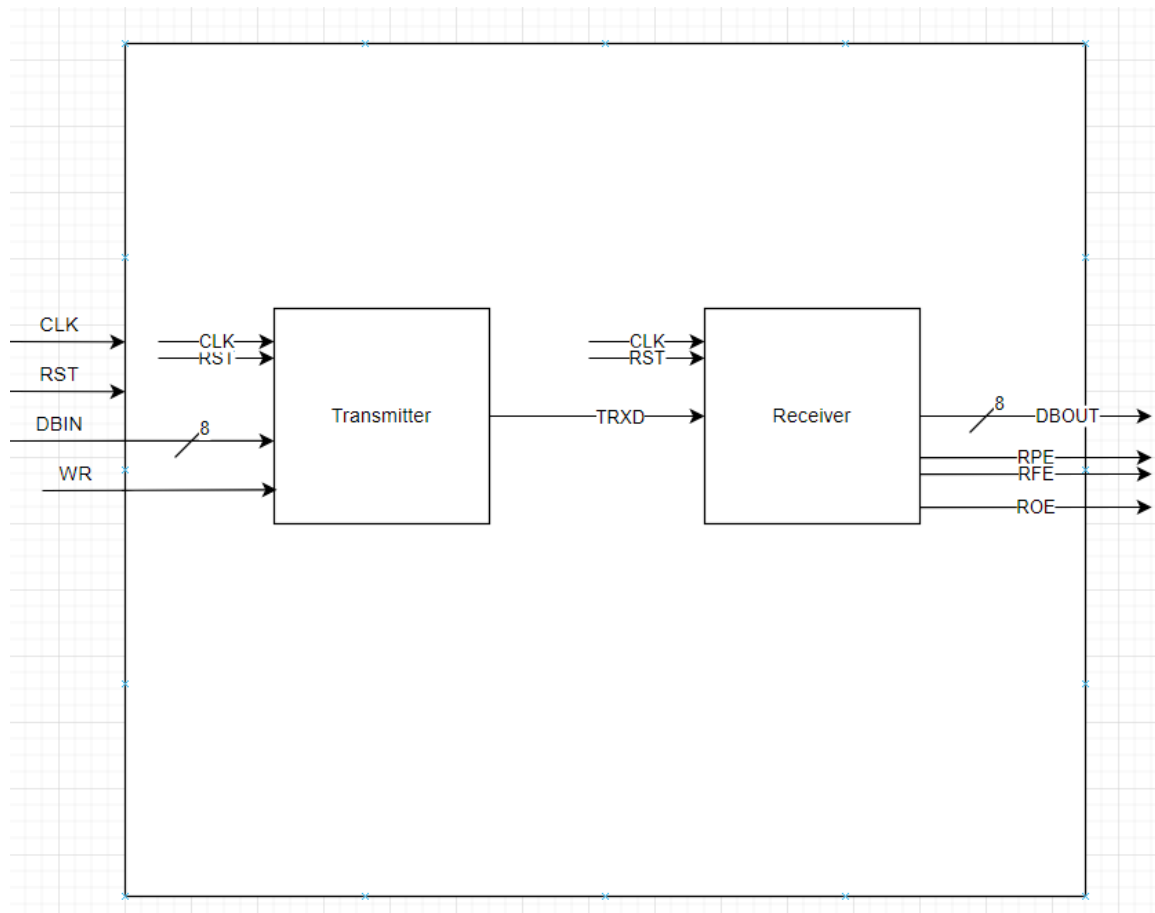 CLK
RST
DBIN
8
WR
CLK
RST
Transmitter
TRXD
CLK
RST
Receiver
8
DBOUT
RPE
RFE
ROE